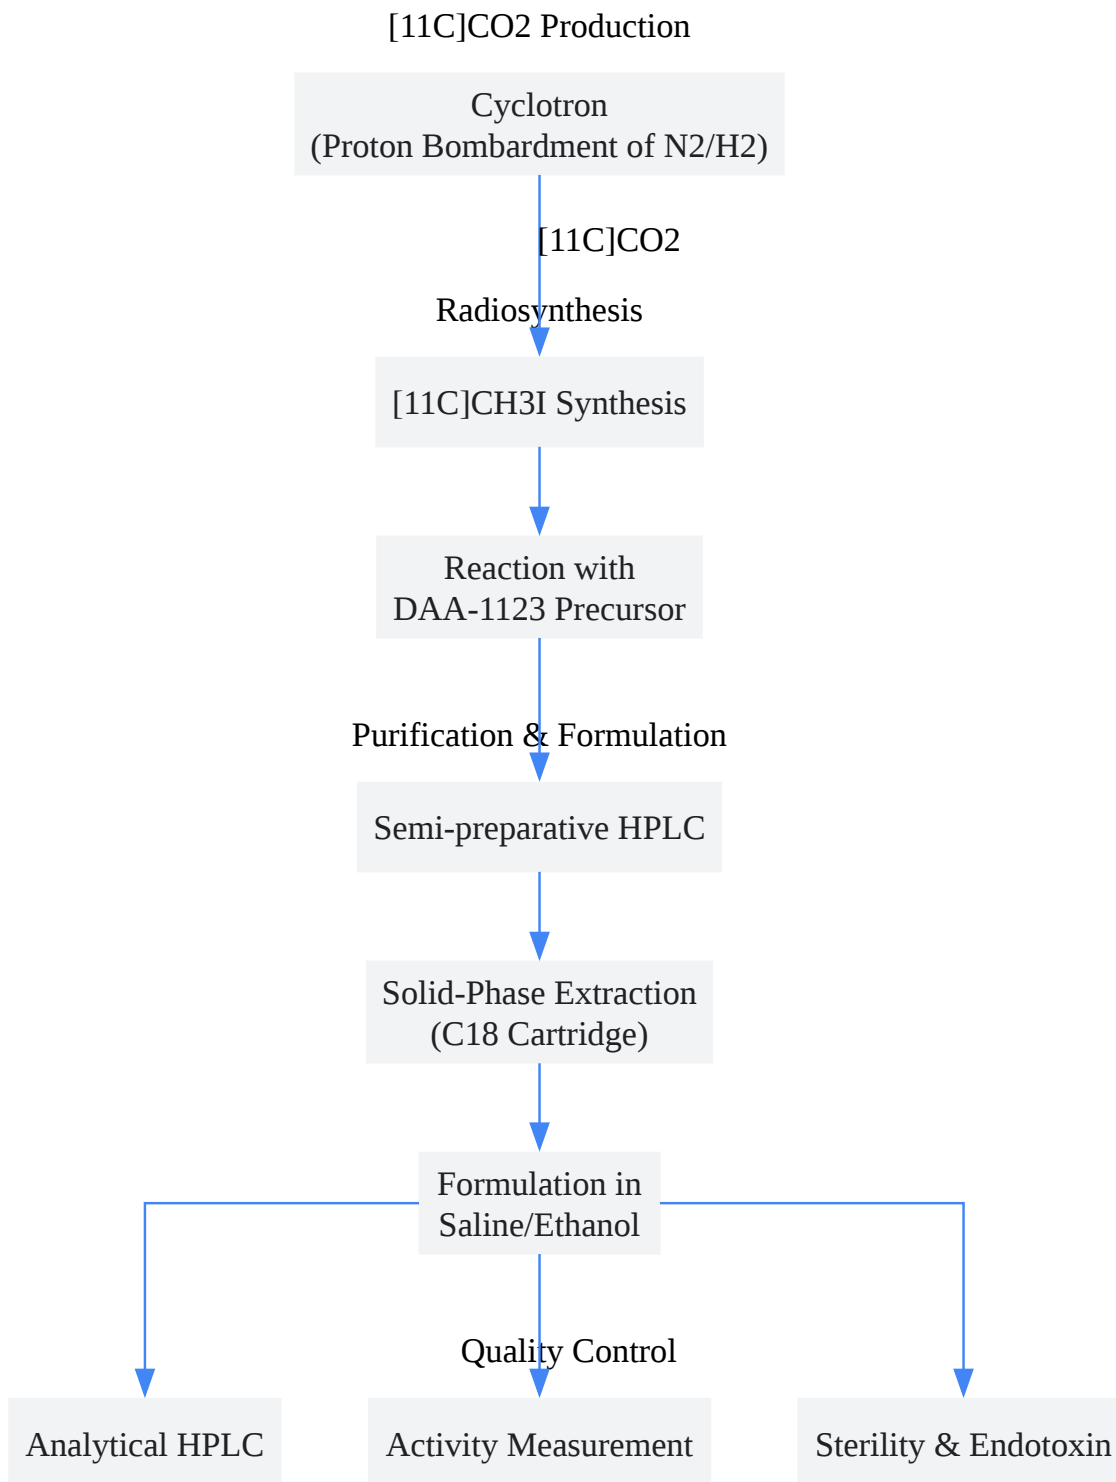 [11C]CO2 Production
Cyclotron
(Proton Bombardment of N2/H2)
[11C]CO2
Radiosynthesis
[11C]CH3I Synthesis
Reaction with
DAA-1123 Precursor
Purification & Formulation
Semi-preparative HPLC
Solid-Phase Extraction
(C18 Cartridge)
Formulation in
Saline/Ethanol
Quality Control
Analytical HPLC
Activity Measurement
Sterility & Endotoxin